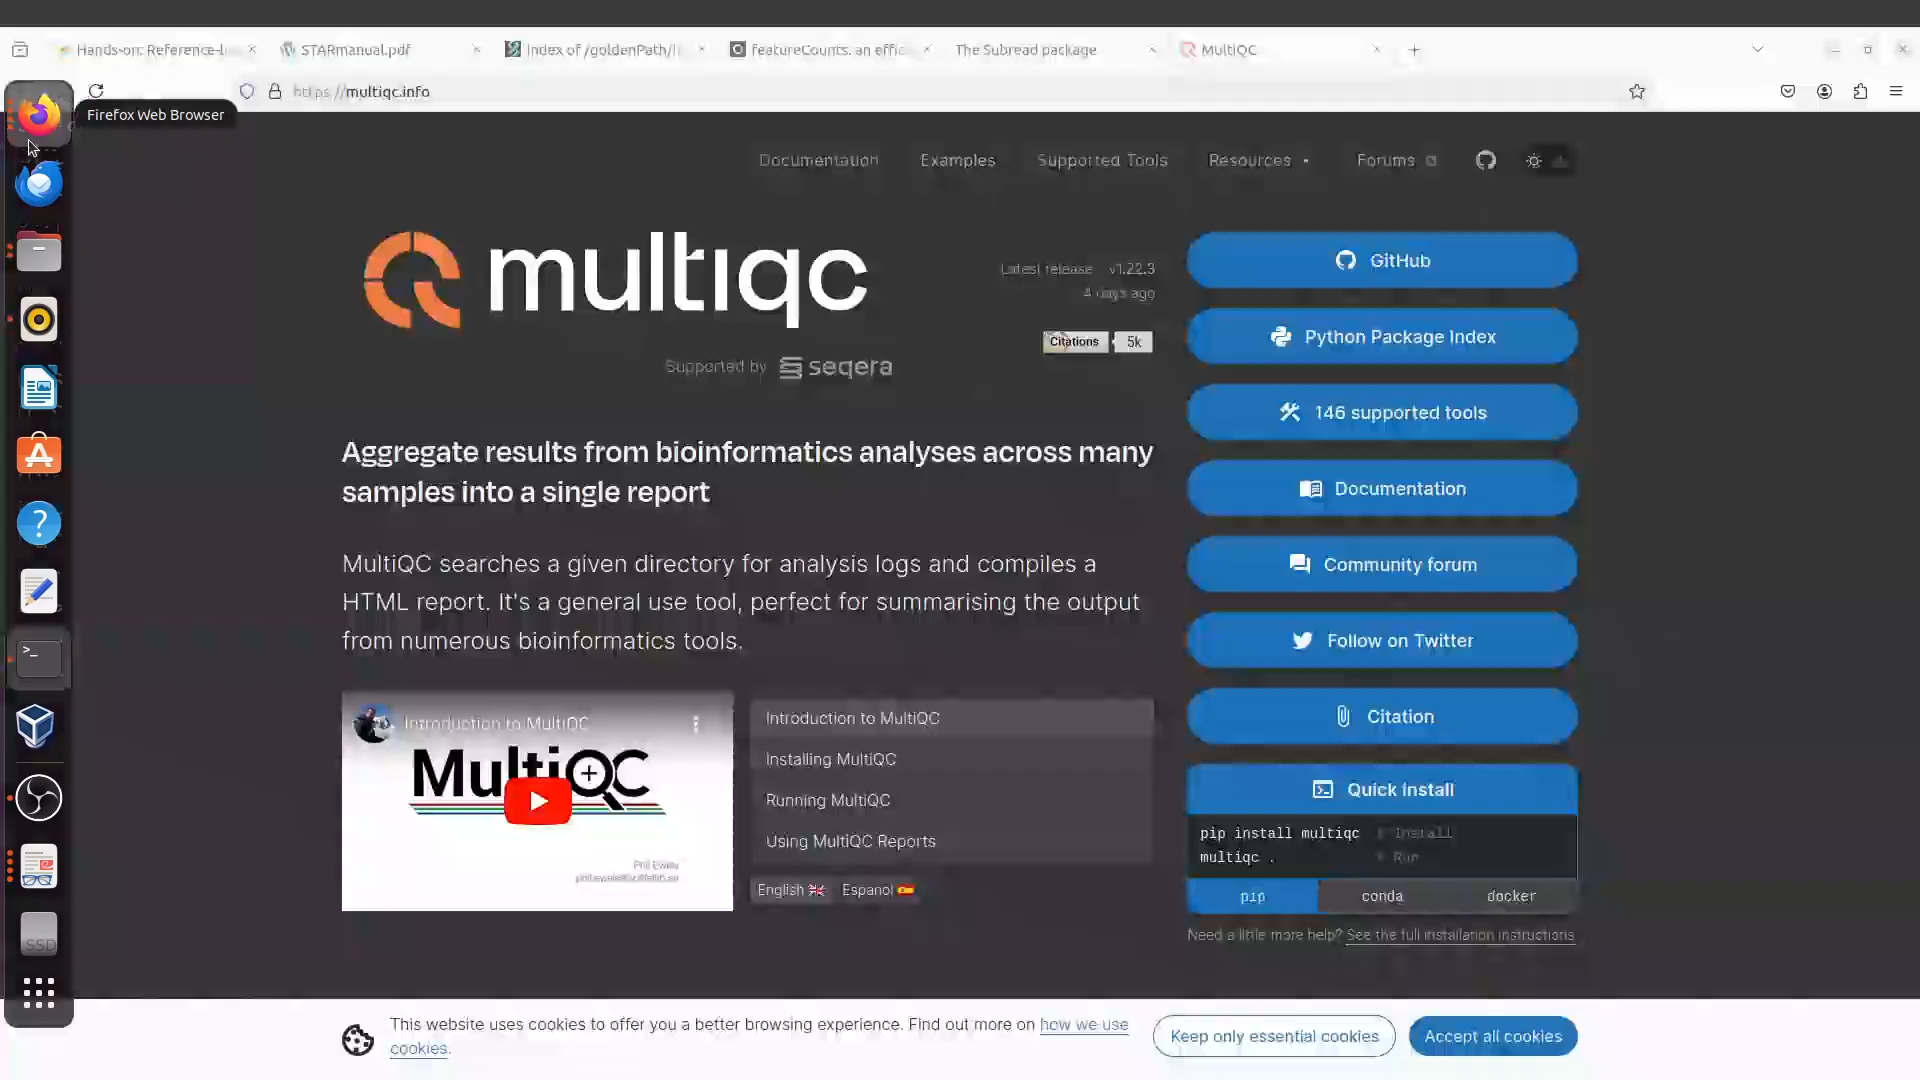 Hands-on: Reference-b
STARmanual.pdf
Index of /goldenPath/h
featureCounts: an effic
The Subread package
MultiQC
https://multiqc.info
Firefox Web Browser
Documentation
Examples
Supported Tools
Resources
Forums
multiqc
Latest release v1.22.3
4 days ago
Citations 5k
Supported by seqera
GitHub
Python Package Index
146 supported tools
Documentation
Community forum
Follow on Twitter
Citation
Quick Install
pip install multiqc # Install
multiqc . # Run
pip
conda
docker
Need a little more help? See the full installation instructions
Aggregate results from bioinformatics analyses across many
samples into a single report
MultiQC searches a given directory for analysis logs and compiles a
HTML report. It's a general use tool, perfect for summarising the output
from numerous bioinformatics tools.
Introduction to MultiQC
MultiQC
Phil Ewels
Introduction to MultiQC
Installing MultiQC
Running MultiQC
Using MultiQC Reports
English
Espanol
SSD
This website uses cookies to offer you a better browsing experience. Find out more on how we use
cookies.
Keep only essential cookies
Accept all cookies